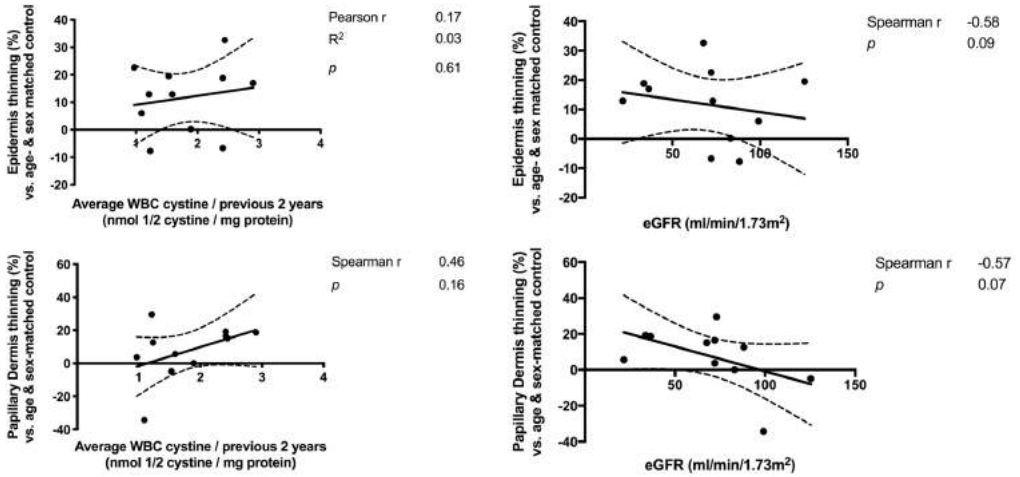 Epidermis thinning (%)
vs. age- & sex matched control
40
30
20
10
0
-10
-20
1
2
3
4
Average WBC cystine / previous 2 years
(nmol 1/2 cystine / mg protein)
Pearson r 0.17
R² 0.03
p 0.61
Epidermis thinning (%)
vs. age- & sex matched control
40
30
20
10
0
-10
-20
50
100
150
eGFR (ml/min/1.73m²)
Spearman r -0.58
p 0.09
Papillary Dermis thinning (%)
vs. age & sex-matched control
60
40
20
0
-20
-40
1
2
3
4
Average WBC cystine / previous 2 years
(nmol 1/2 cystine / mg protein)
Spearman r 0.46
p 0.16
Papillary Dermis thinning (%)
vs. age & sex-matched control
60
40
20
0
-20
-40
50
100
150
eGFR (ml/min/1.73m²)
Spearman r -0.57
p 0.07